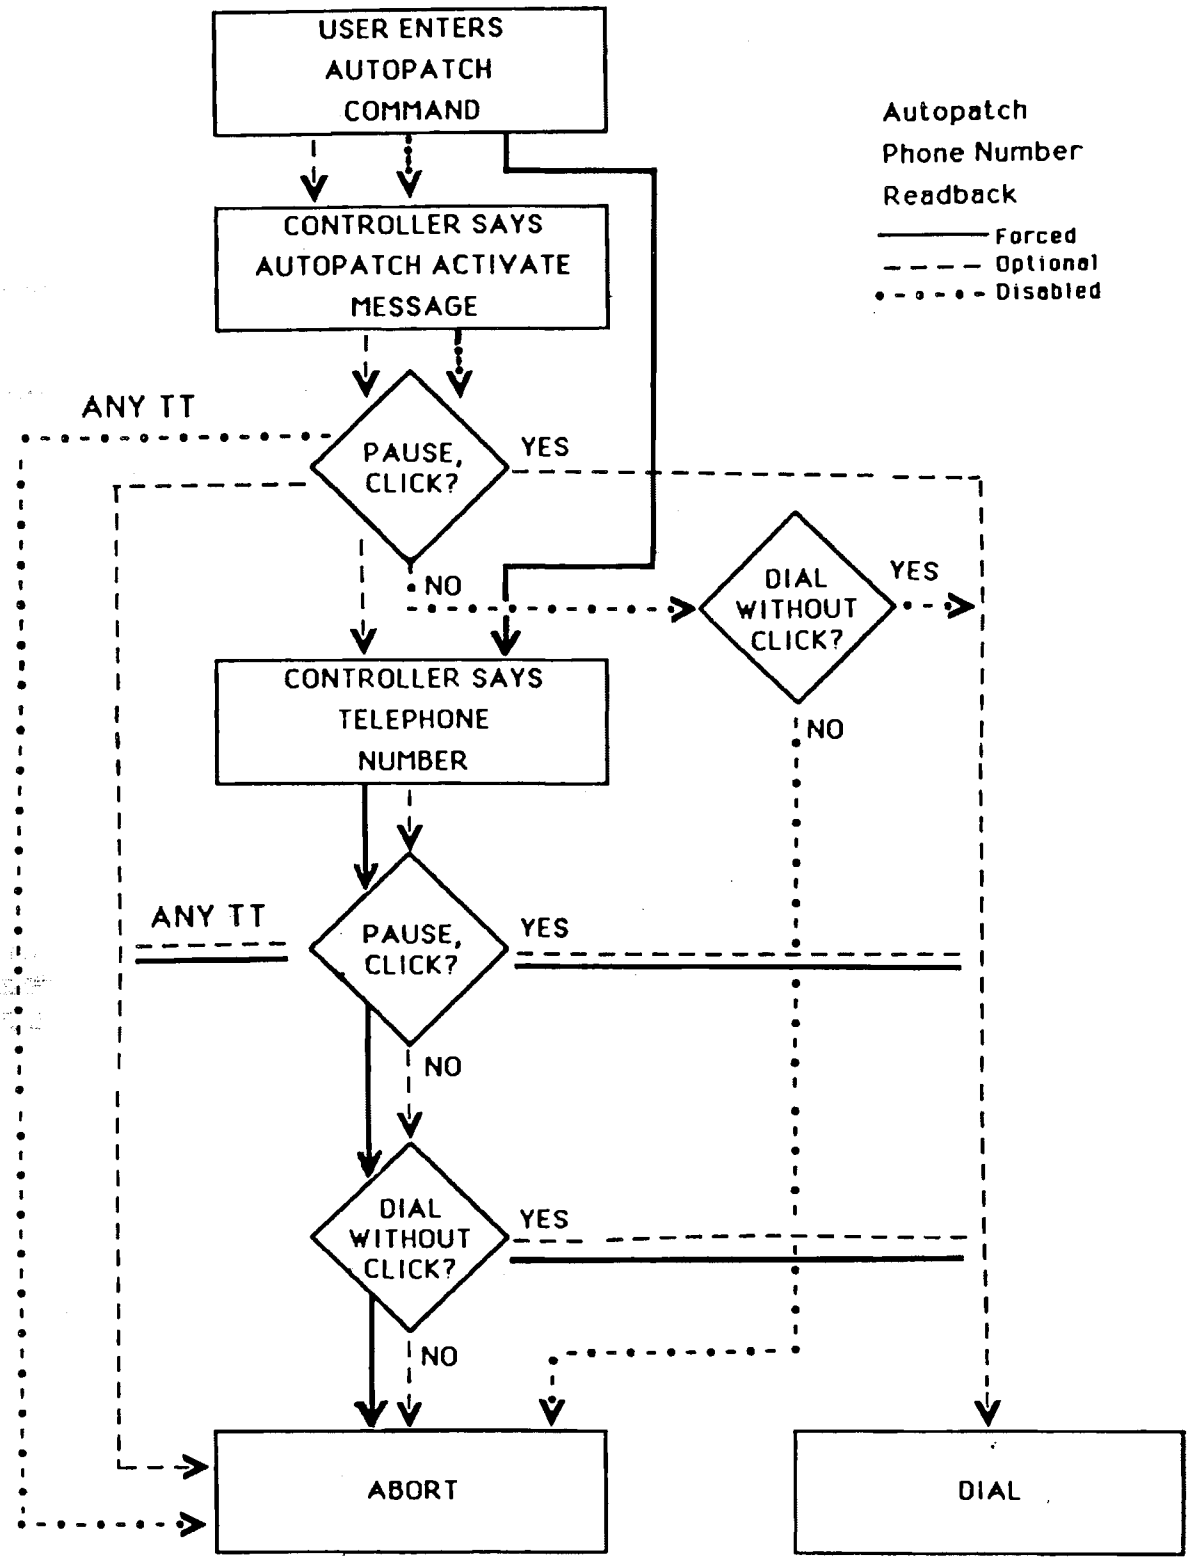 USER ENTERS
AUTOPATCH
COMMAND
Autopatch
Phone Number
Readback
Forced
Optional
Disabled
CONTROLLER SAYS
AUTOPATCH ACTIVATE
MESSAGE
ANY TT
PAUSE,
CLICK?
YES
NO
DIAL
WITHOUT
CLICK?
YES
NO
CONTROLLER SAYS
TELEPHONE
NUMBER
ANY TT
PAUSE,
CLICK?
YES
NO
DIAL
WITHOUT
CLICK?
YES
NO
ABORT
DIAL